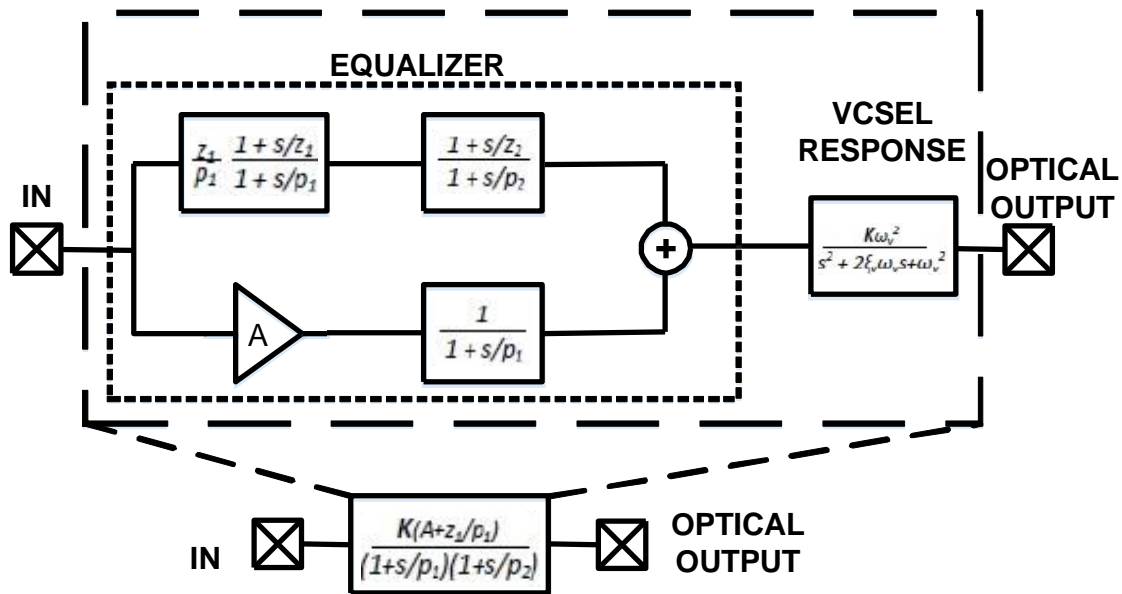 EQUALIZER
z₁/p₁ (1 + s/z₁)/(1 + s/p₁)
(1 + s/z₂)/(1 + s/p₂)
VCSEL
RESPONSE
OPTICAL
OUTPUT
IN
+
Kωᵥ²/(s² + 2ξᵥωᵥs+ωᵥ²)
A
1/(1 + s/p₁)
K(A+z₁/p₁)/((1+s/p₁)(1+s/p₂))
IN
OPTICAL
OUTPUT